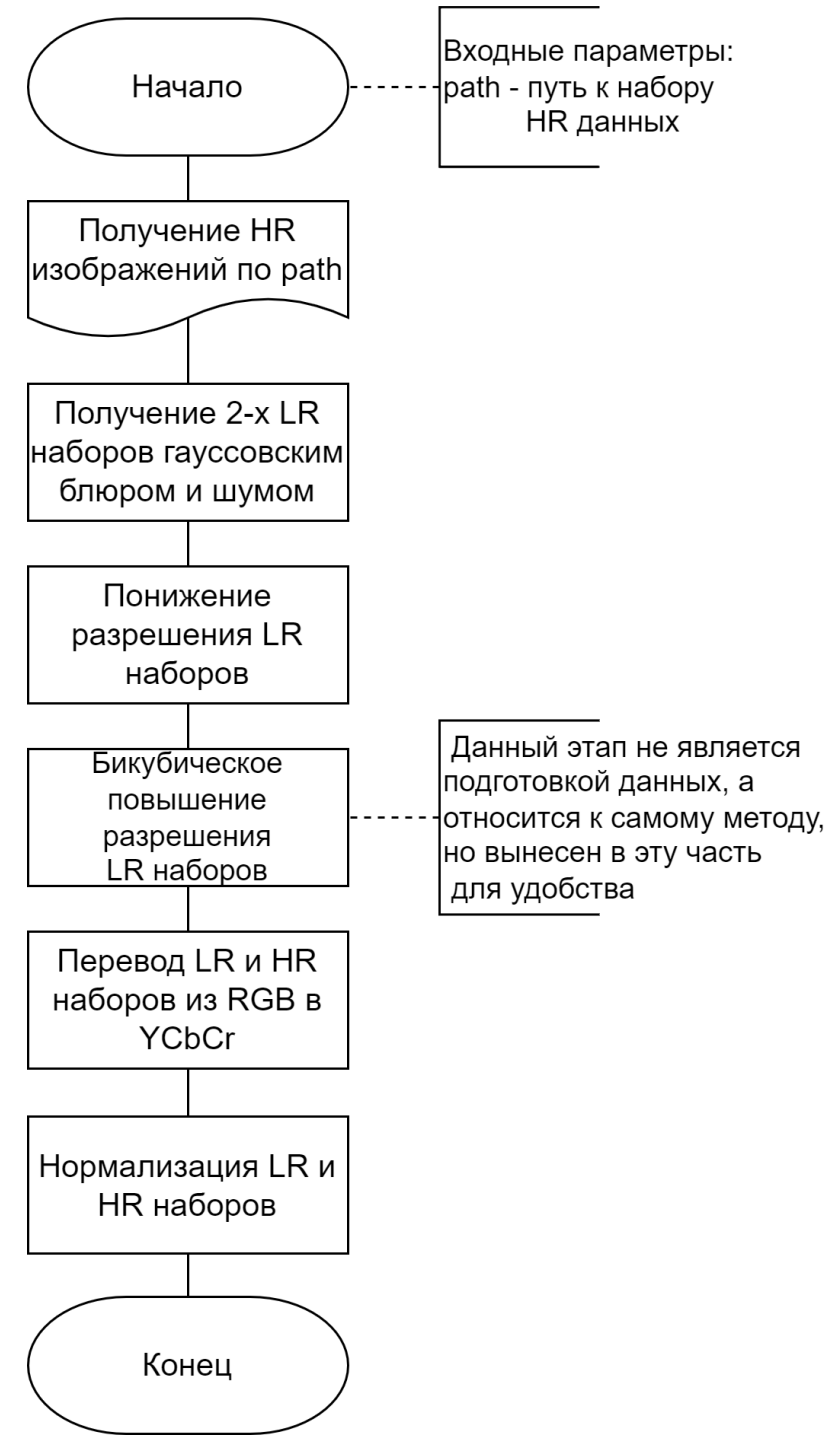 Начало
Входные параметры:
path - путь к набору
HR данных
Получение HR
изображений по path
Получение 2-х LR
наборов гауссовским
блюром и шумом
Понижение
разрешения LR
наборов
Бикубическое
повышение
разрешения
LR наборов
Данный этап не является
подготовкой данных, а
относится к самому методу,
но вынесен в эту часть
для удобства
Перевод LR и HR
наборов из RGB в
YCbCr
Нормализация LR и
HR наборов
Конец